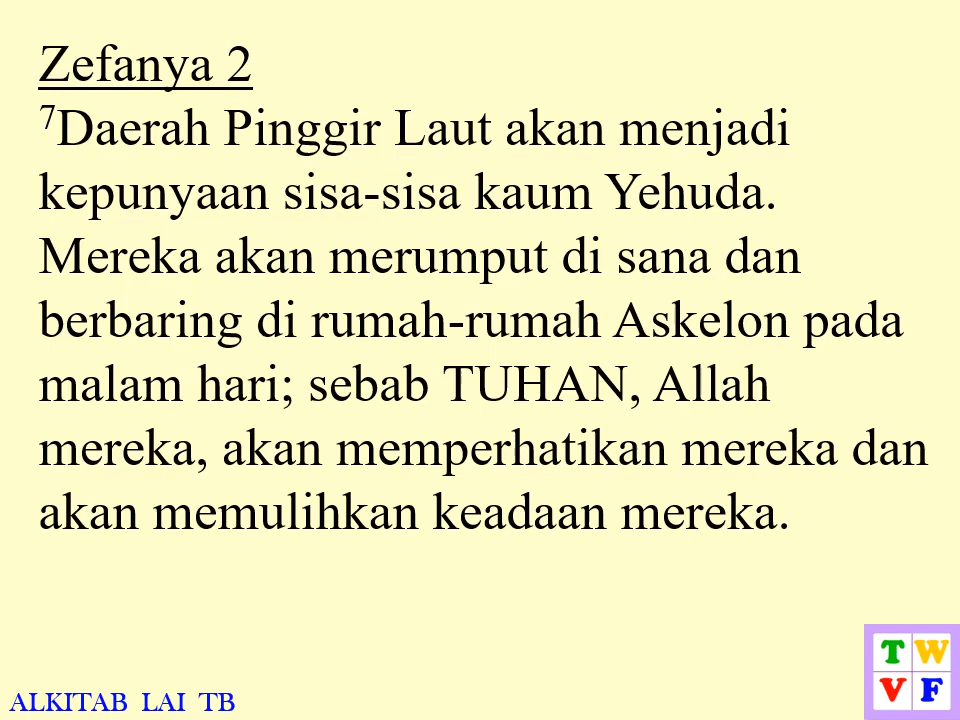 Zefanya 2
7Daerah Pinggir Laut akan menjadi
kepunyaan sisa-sisa kaum Yehuda.
Mereka akan merumput di sana dan
berbaring di rumah-rumah Askelon pada
malam hari; sebab TUHAN, Allah
mereka, akan memperhatikan mereka dan
akan memulihkan keadaan mereka.
ALKITAB LAI TB
T W
V F